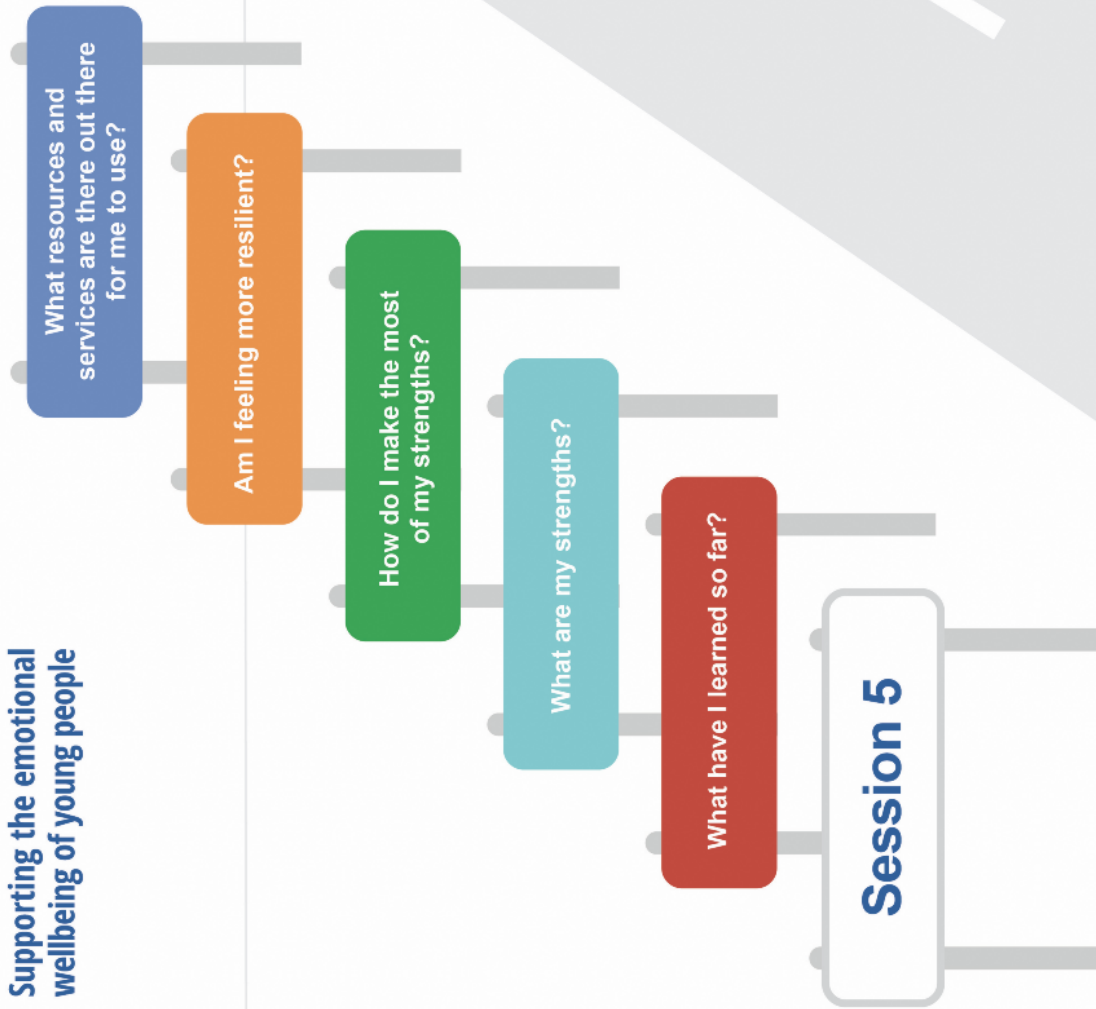 Supporting the emotional
wellbeing of young people
What resources and
services are there out there
for me to use?
Am I feeling more resilient?
How do I make the most
of my strengths?
What are my strengths?
What have I learned so far?
Session 5